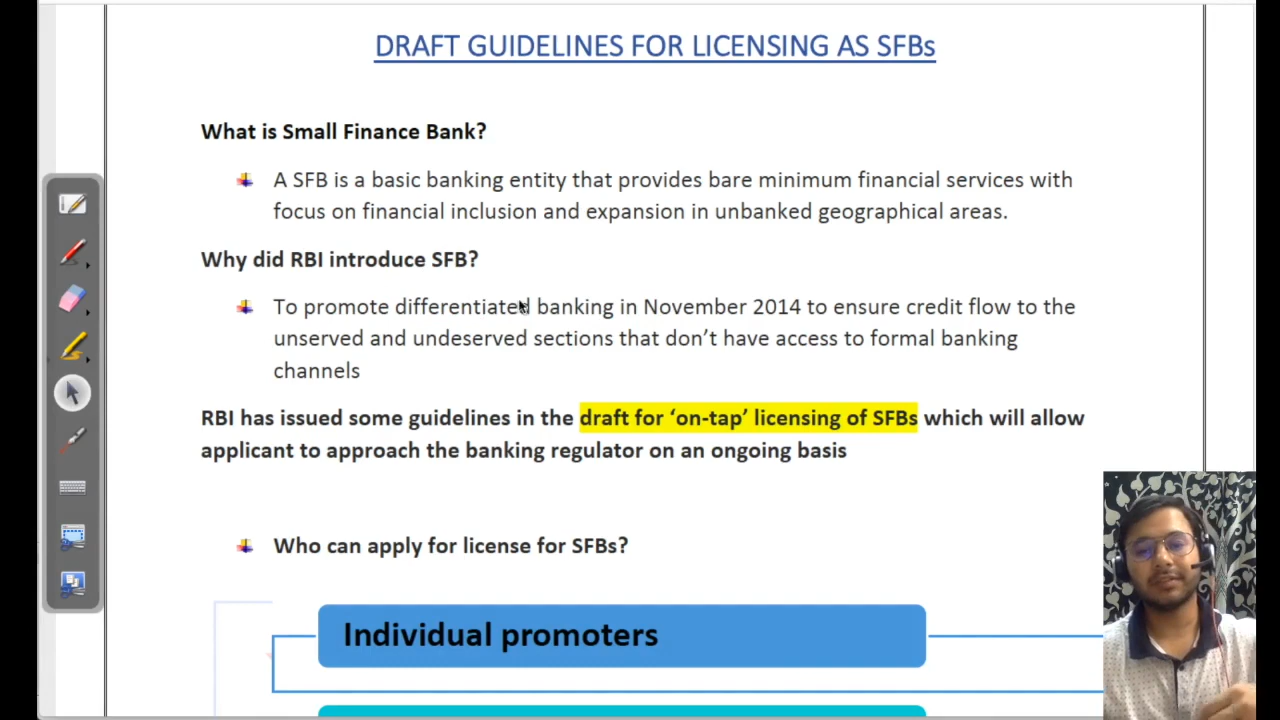 DRAFT GUIDELINES FOR LICENSING AS SFBs
What is Small Finance Bank?
A SFB is a basic banking entity that provides bare minimum financial services with
focus on financial inclusion and expansion in unbanked geographical areas.
Why did RBI introduce SFB?
To promote differentiated banking in November 2014 to ensure credit flow to the
unserved and undeserved sections that don’t have access to formal banking
channels
RBI has issued some guidelines in the draft for ‘on-tap’ licensing of SFBs which will allow
applicant to approach the banking regulator on an ongoing basis
Who can apply for license for SFBs?
Individual promoters